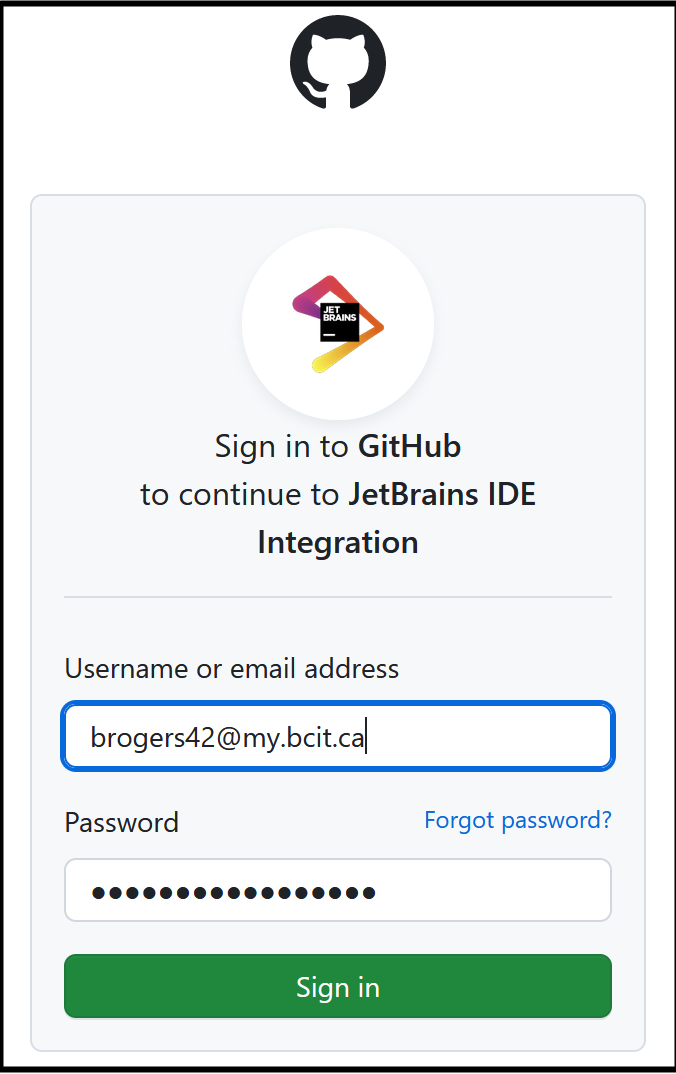 JET
BRAINS
Sign in to GitHub
to continue to JetBrains IDE
Integration
Username or email address
brogers42@my.bcit.ca
Password
Forgot password?
•••••••••••••••••
Sign in